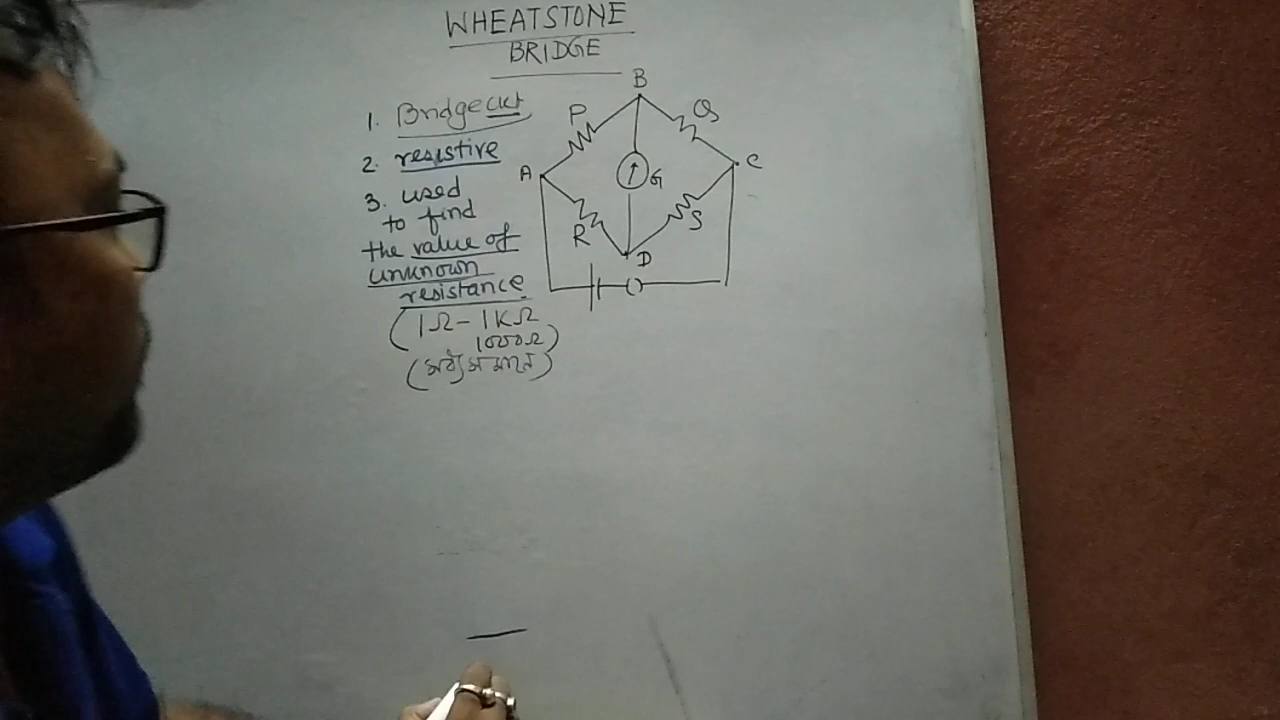 WHEATSTONE
BRIDGE
1. Bridge ckt
2. resistive
3. used
to find
the value of
unknown
resistance
(1Ω - 1KΩ
1000Ω)
B
P
Q
A
G
C
R
S
D